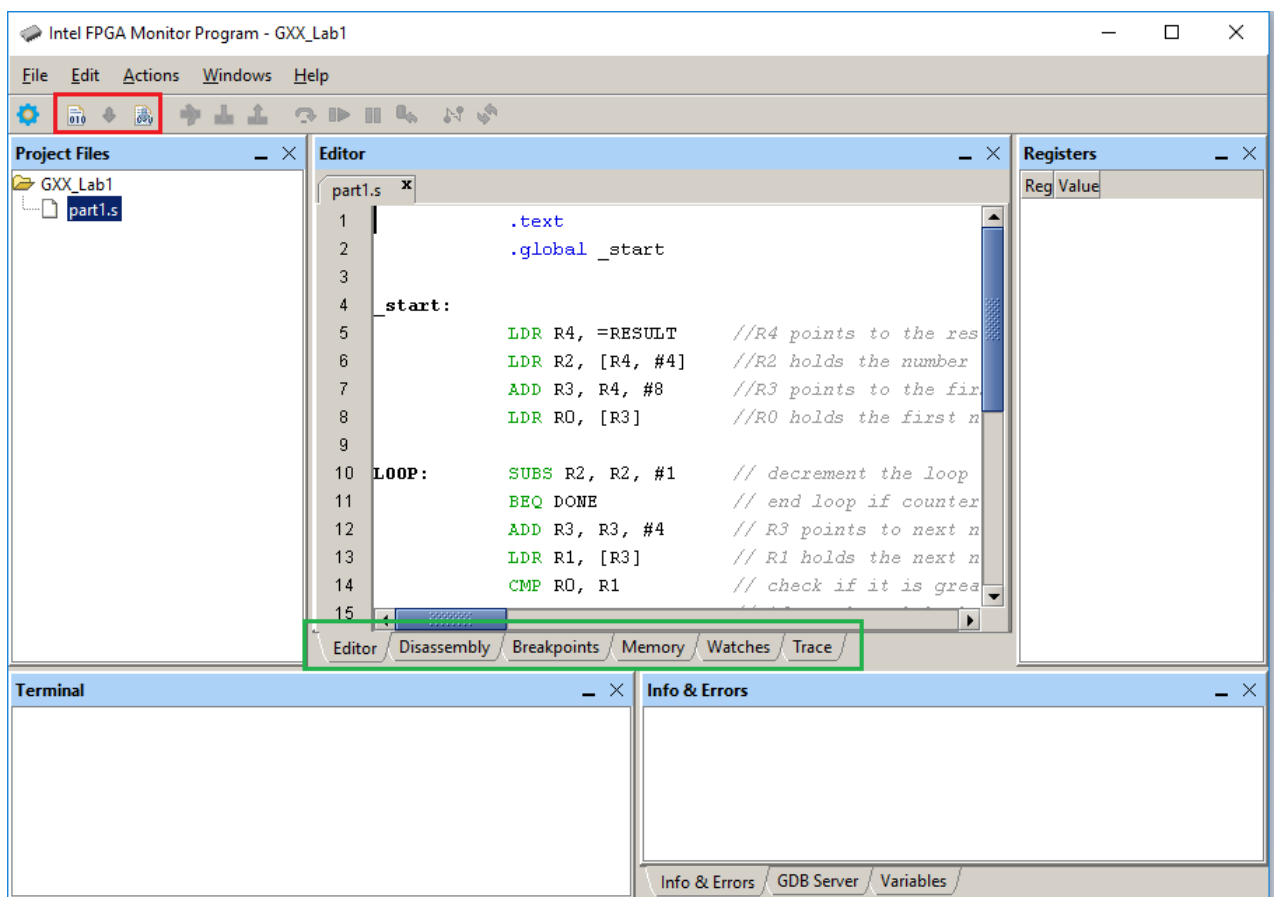 Intel FPGA Monitor Program - GXX_Lab1
File Edit Actions Windows Help
Project Files
GXX_Lab1
part1.s
Editor
part1.s x
1 .text
2 .global _start
3
4 _start:
5 LDR R4, =RESULT //R4 points to the res
6 LDR R2, [R4, #4] //R2 holds the number
7 ADD R3, R4, #8 //R3 points to the fir
8 LDR R0, [R3] //R0 holds the first n
9
10 LOOP: SUBS R2, R2, #1 // decrement the loop
11 BEQ DONE // end loop if counter
12 ADD R3, R3, #4 // R3 points to next n
13 LDR R1, [R3] // R1 holds the next n
14 CMP R0, R1 // check if it is grea
15
Editor Disassembly Breakpoints Memory Watches Trace
Registers
Reg Value
Terminal
Info & Errors
Info & Errors GDB Server Variables